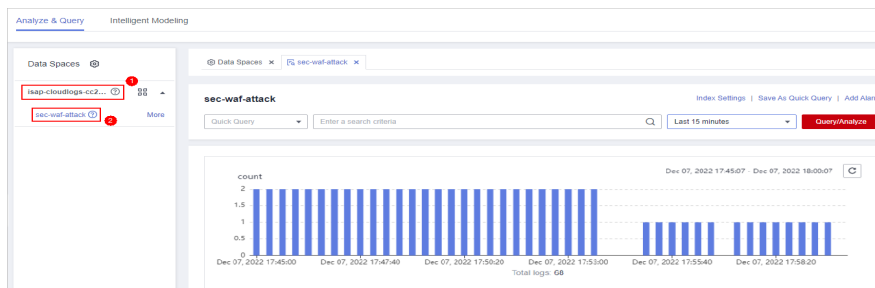 Analyze & Query Intelligent Modeling
Data Spaces
Data Spaces × sec-waf-attack ×
1
isap-cloudlogs-cc2...
sec-waf-attack More
2
sec-waf-attack Index Settings | Save As Quick Query | Add Alarm
Quick Query Enter a search criteria Last 15 minutes Query/Analyze
Dec 07, 2022 17:45:07 - Dec 07, 2022 18:00:07
count
2
1.5
1
0.5
0
Dec 07, 2022 17:45:00 Dec 07, 2022 17:47:40 Dec 07, 2022 17:50:20 Dec 07, 2022 17:53:00 Dec 07, 2022 17:55:40 Dec 07, 2022 17:58:20
Total logs: 68